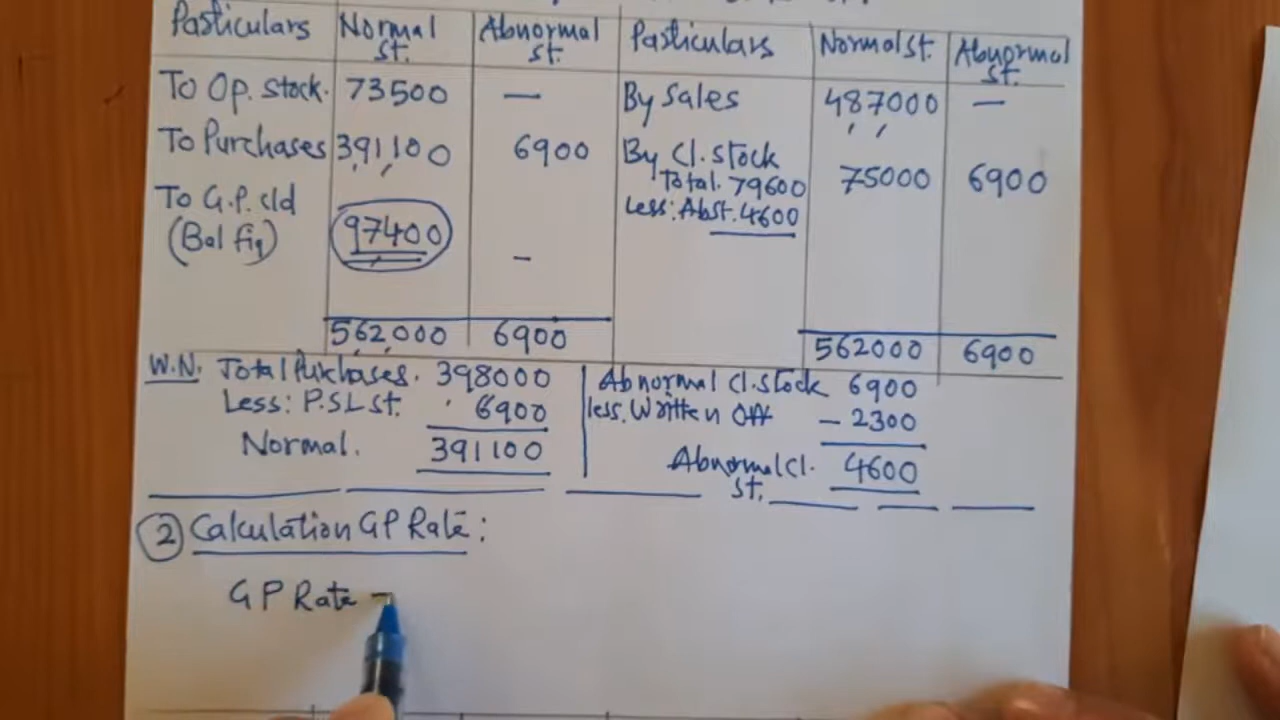 Particulars Normal st. Abnormal st. Particulars Normal st. Abnormal st.
To Op. Stock. 73500 — By Sales 487000 —
To Purchases 391100 6900 By Cl. Stock 75000 6900
Total. 79600
To G.P. c/d less: Ab st. 4600
(Bal fig) 97400 -
562000 6900 562000 6900
W.N. Total Purchases. 398000 Abnormal Cl. Stock 6900
Less: P.S.L St. 6900 less. Written Off - 2300
Normal. 391100 Abnormal Cl. st. 4600
2 Calculation GP Rate:
GP Rate